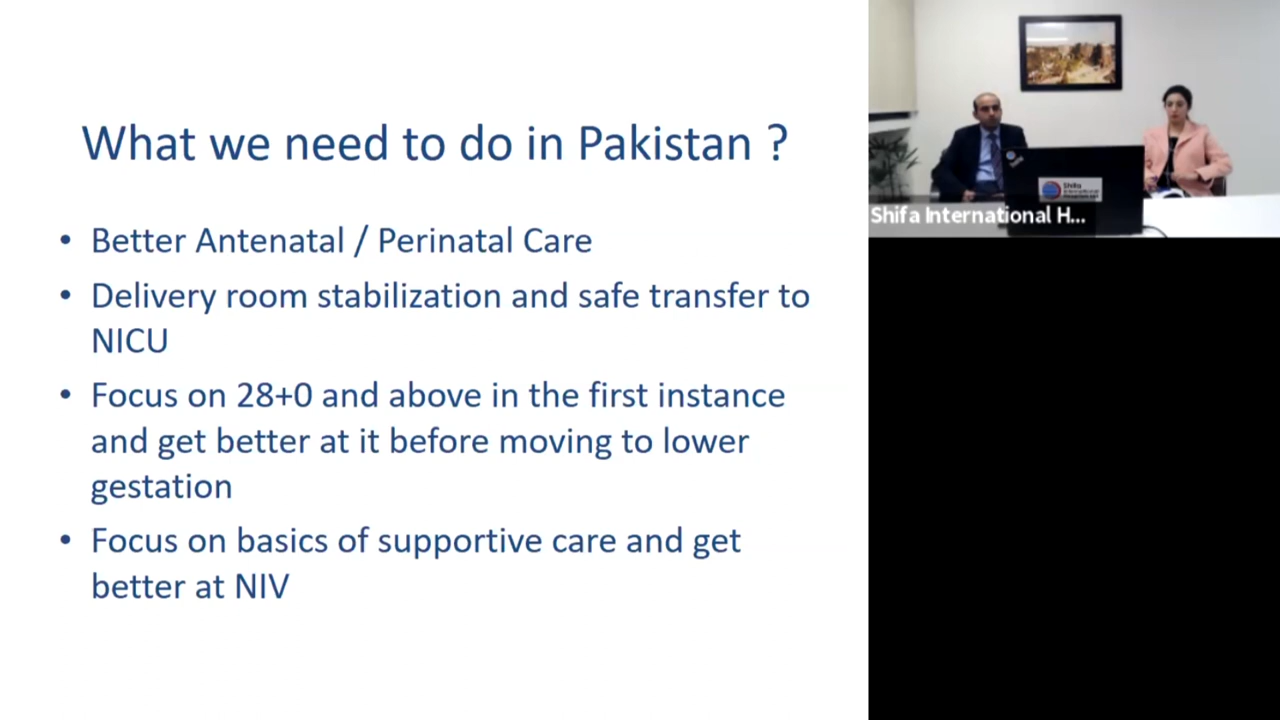 What we need to do in Pakistan ?
• Better Antenatal / Perinatal Care
• Delivery room stabilization and safe transfer to
NICU
• Focus on 28+0 and above in the first instance
and get better at it before moving to lower
gestation
• Focus on basics of supportive care and get
better at NIV
Shifa
International
Shifa International H...